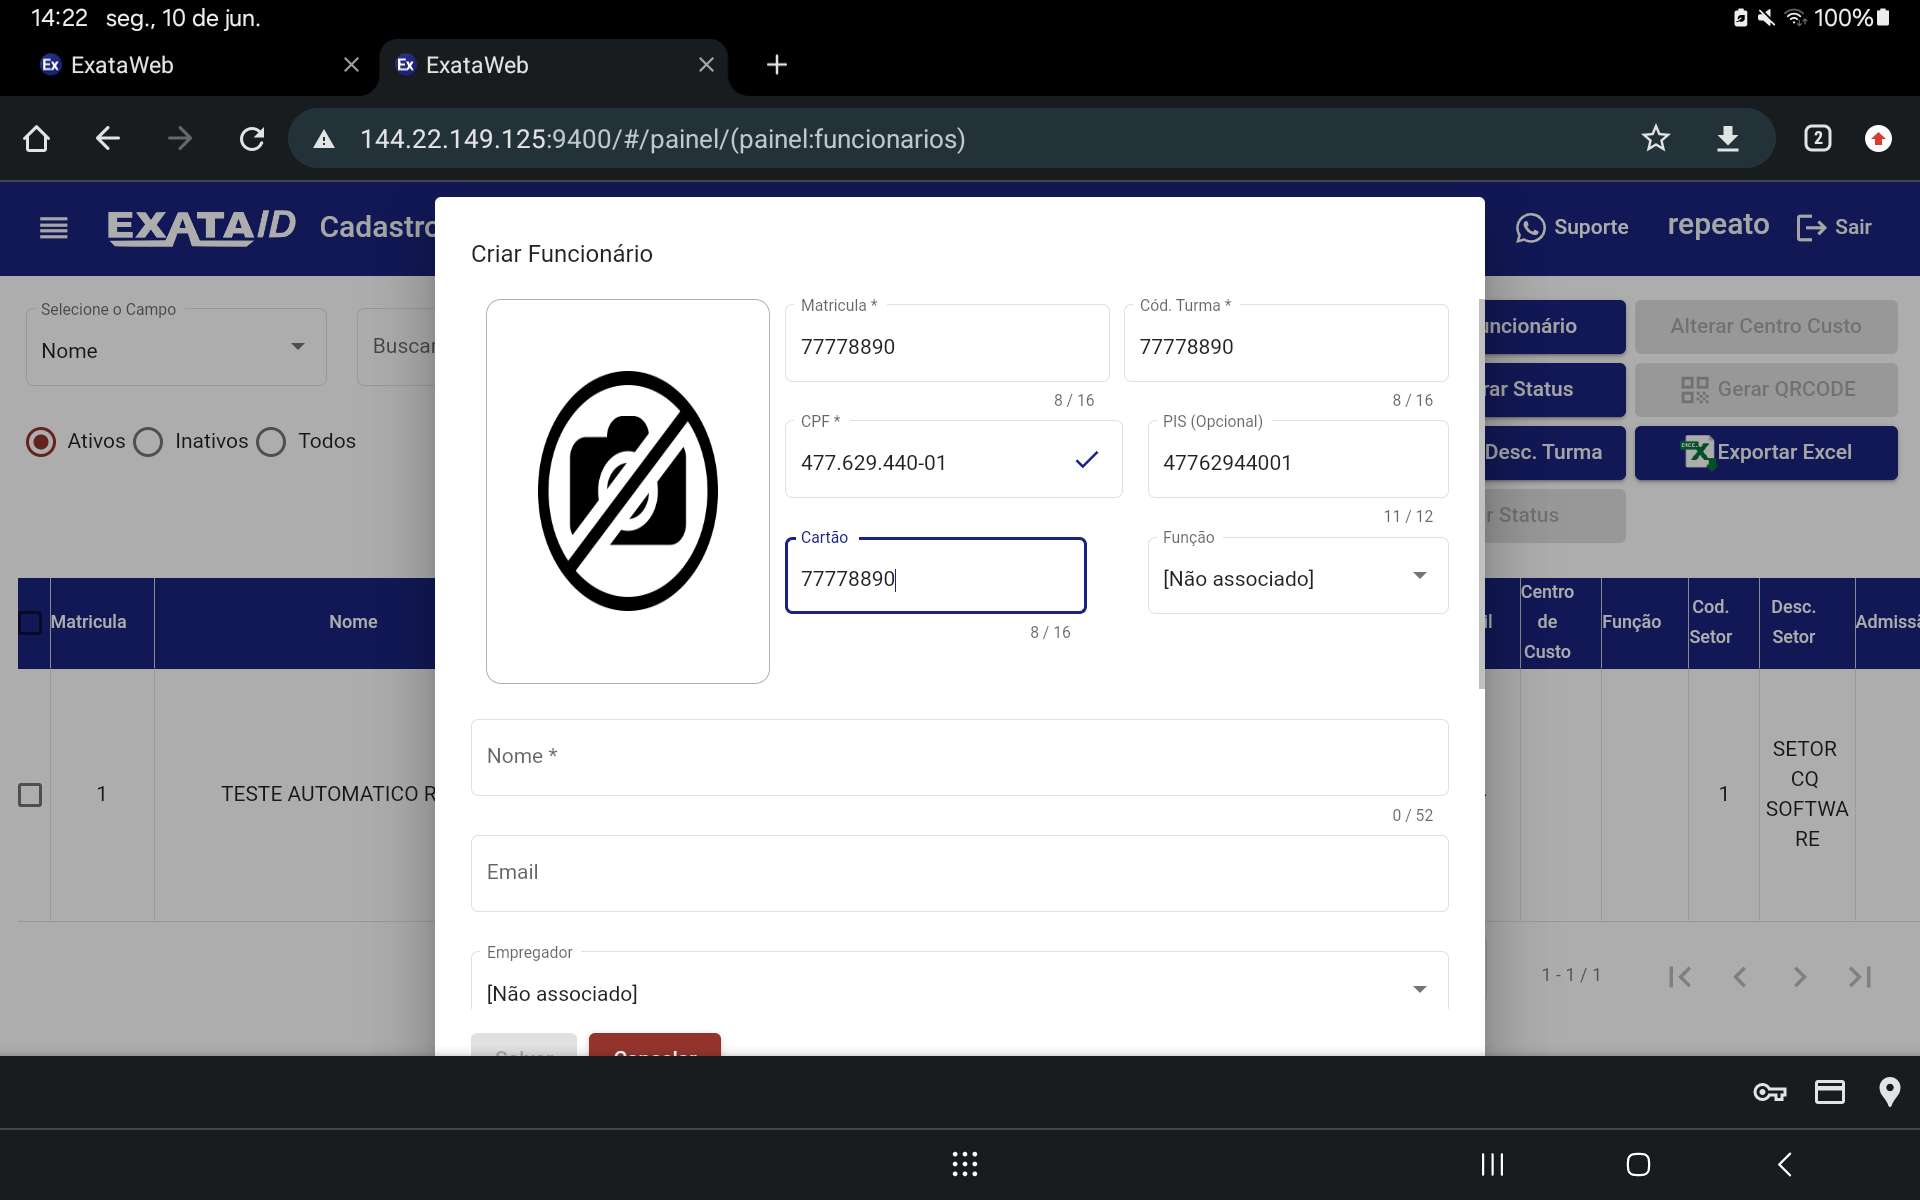 14:22 seg., 10 de jun.
100%
Ex ExataWeb
Ex ExataWeb
144.22.149.125:9400/#/painel/(painel:funcionarios)
2
EXATA/D Cadastro
Suporte
repeato
Sair
Criar Funcionário
Selecione o Campo
Nome
Buscar
Ativos
Inativos
Todos
Matricula *
77778890
8 / 16
Cód. Turma *
77778890
8 / 16
CPF *
477.629.440-01
PIS (Opcional)
47762944001
11 / 12
Cartão
77778890
8 / 16
Função
[Não associado]
Nome *
0 / 52
Email
Empregador
[Não associado]
Salvar
Cancelar
uncionário
Alterar Centro Custo
rar Status
Gerar QRCODE
Desc. Turma
Exportar Excel
r Status
Matricula
Nome
il
Centro
de
Custo
Função
Cod.
Setor
Desc.
Setor
Admissã
1
TESTE AUTOMATICO R
1
SETOR
CQ
SOFTWA
RE
1 - 1 / 1